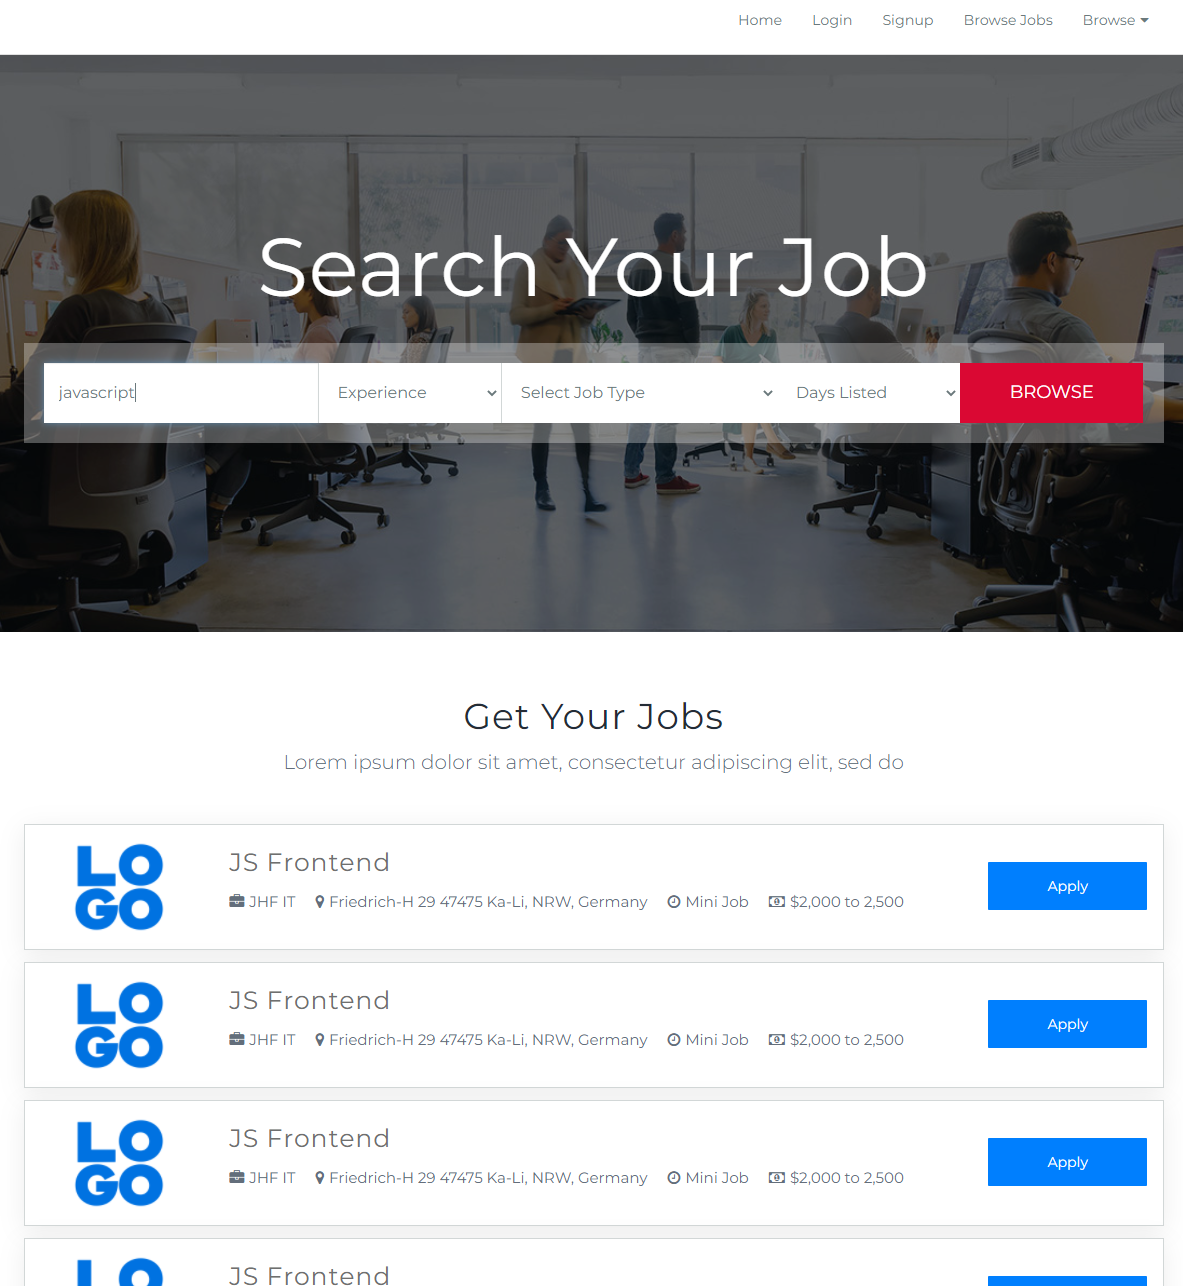 Home Login Signup Browse Jobs Browse
Search Your Job
javascript Experience Select Job Type Days Listed BROWSE
Get Your Jobs
Lorem ipsum dolor sit amet, consectetur adipiscing elit, sed do
LO
GO
JS Frontend
JHF IT Friedrich-H 29 47475 Ka-Li, NRW, Germany Mini Job $2,000 to 2,500
Apply
LO
GO
JS Frontend
JHF IT Friedrich-H 29 47475 Ka-Li, NRW, Germany Mini Job $2,000 to 2,500
Apply
LO
GO
JS Frontend
JHF IT Friedrich-H 29 47475 Ka-Li, NRW, Germany Mini Job $2,000 to 2,500
Apply
LO
JS Frontend